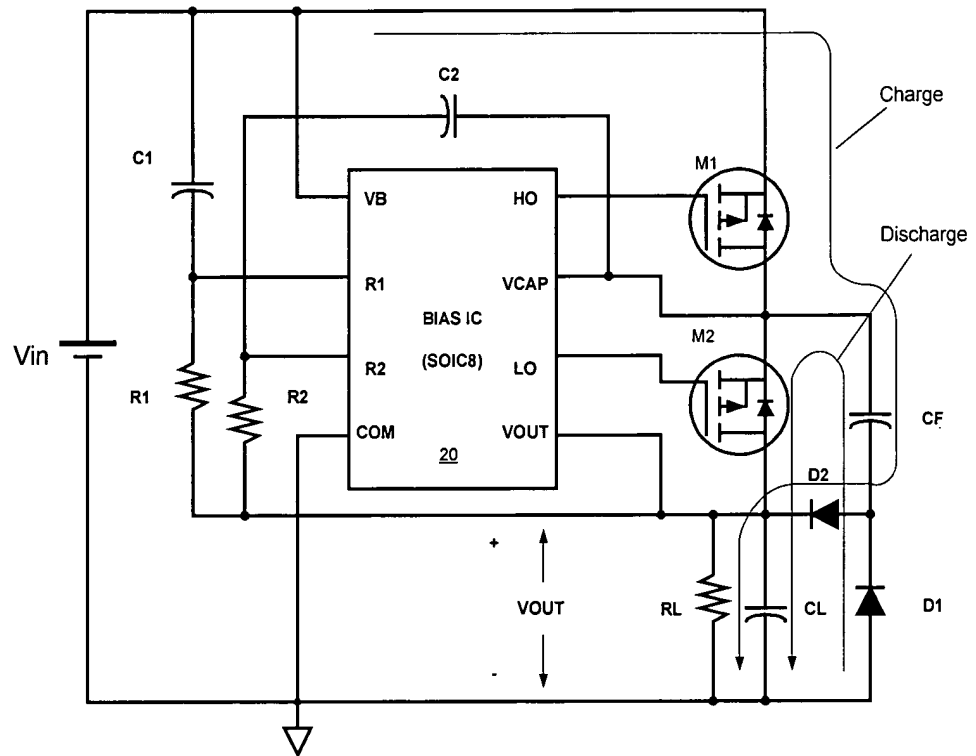 C2
Charge
C1
M1
VB
HO
Discharge
R1
VCAP
BIAS IC
(SOIC8)
M2
Vin
R2
LO
R1
R2
COM
VOUT
CF
20
D2
+
VOUT
RL
CL
D1
-